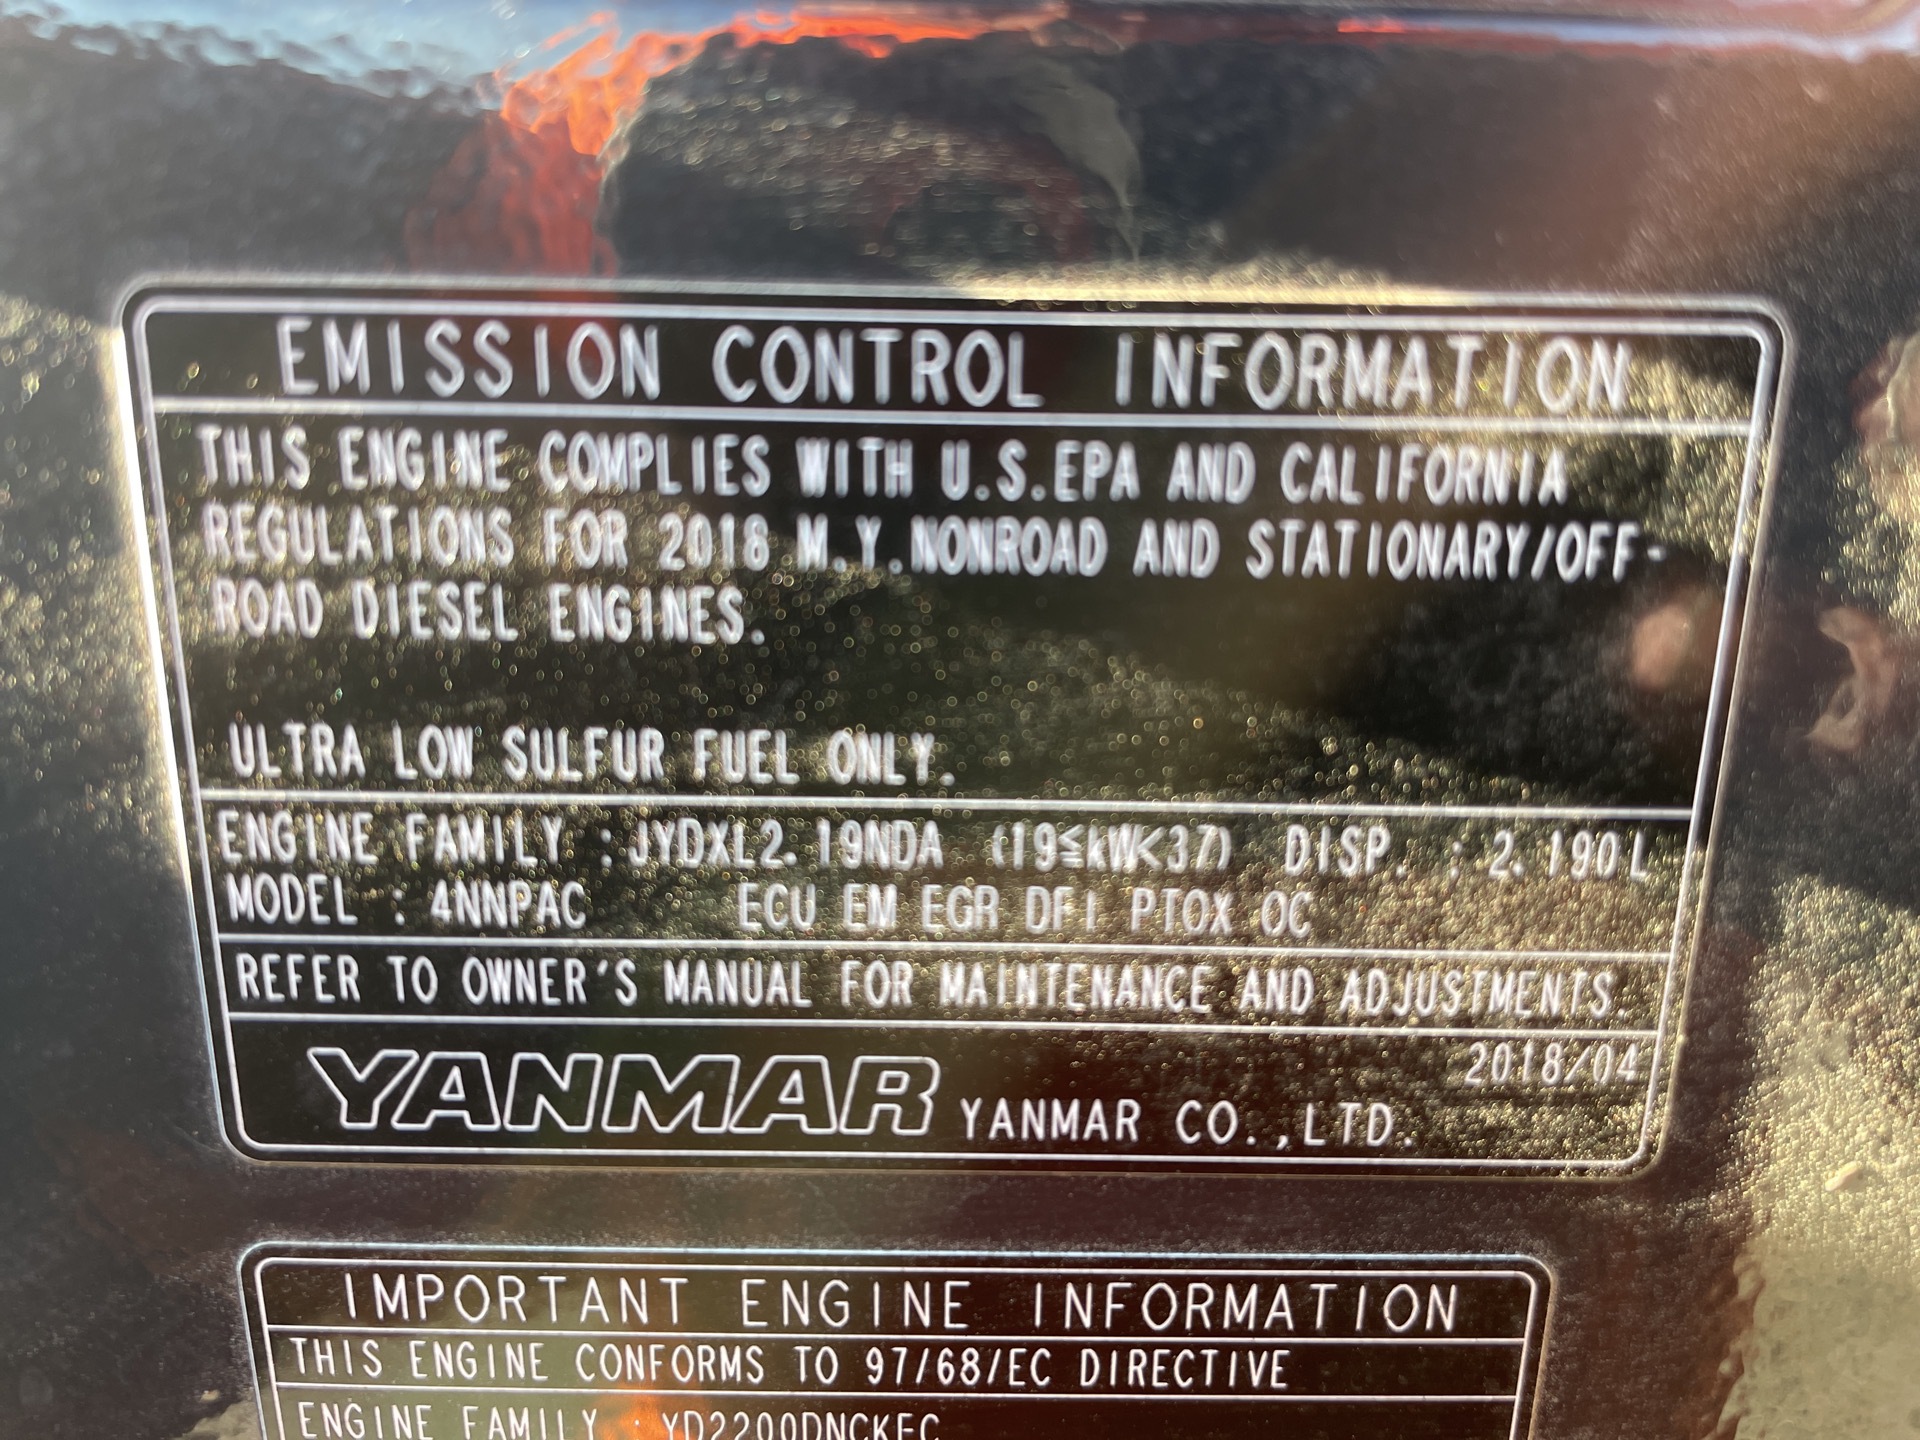 EMISSION CONTROL INFORMATION
THIS ENGINE COMPLIES WITH U.S.EPA AND CALIFORNIA
REGULATIONS FOR 2018 M.Y.NONROAD AND STATIONARY/OFF-
ROAD DIESEL ENGINES.
ULTRA LOW SULFUR FUEL ONLY.
ENGINE FAMILY : JYDXL2.19NDA (19≦kW<37) DISP. : 2.190L
MODEL : 4NNPAC ECU EM EGR DFI PTOX OC
REFER TO OWNER'S MANUAL FOR MAINTENANCE AND ADJUSTMENTS.
2018/04
YANMAR YANMAR CO.,LTD.
IMPORTANT ENGINE INFORMATION
THIS ENGINE CONFORMS TO 97/68/EC DIRECTIVE
ENGINE FAMILY : YD2200DNCKEC